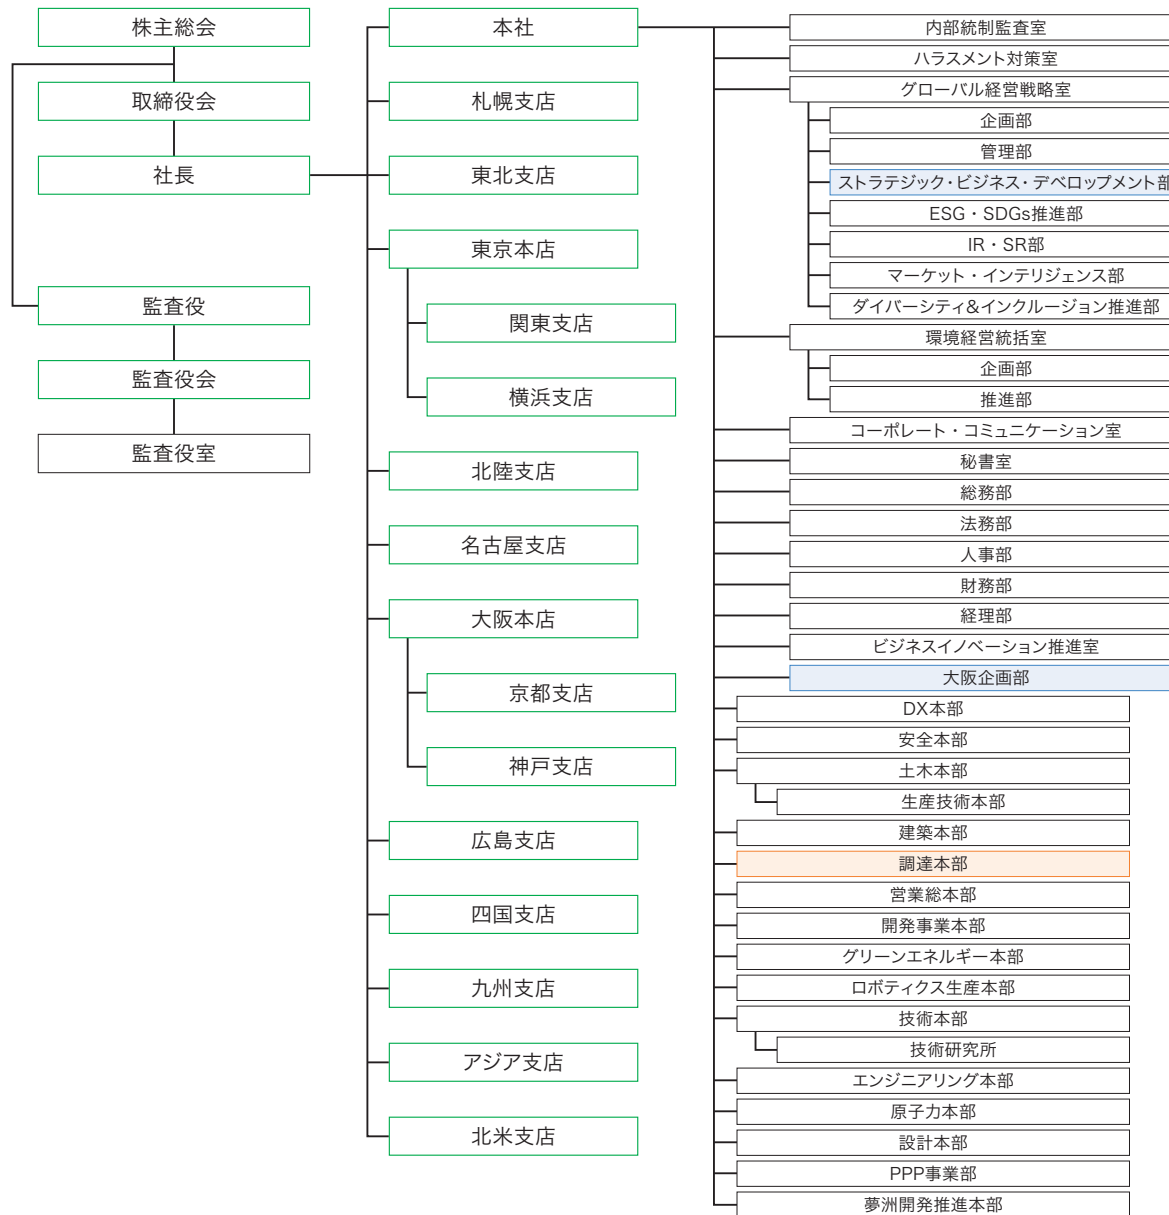 株主総会
取締役会
社長
監査役
監査役会
監査役室
本社
札幌支店
東北支店
東京本店
関東支店
横浜支店
北陸支店
名古屋支店
大阪本店
京都支店
神戸支店
広島支店
四国支店
九州支店
アジア支店
北米支店
内部統制監査室
ハラスメント対策室
グローバル経営戦略室
企画部
管理部
ストラテジック・ビジネス・デベロップメント部
ESG・SDGs推進部
IR・SR部
マーケット・インテリジェンス部
ダイバーシティ&インクルージョン推進部
環境経営統括室
企画部
推進部
コーポレート・コミュニケーション室
秘書室
総務部
法務部
人事部
財務部
経理部
ビジネスイノベーション推進室
大阪企画部
DX本部
安全本部
土木本部
生産技術本部
建築本部
調達本部
営業総本部
開発事業本部
グリーンエネルギー本部
ロボティクス生産本部
技術本部
技術研究所
エンジニアリング本部
原子力本部
設計本部
PPP事業部
夢洲開発推進本部